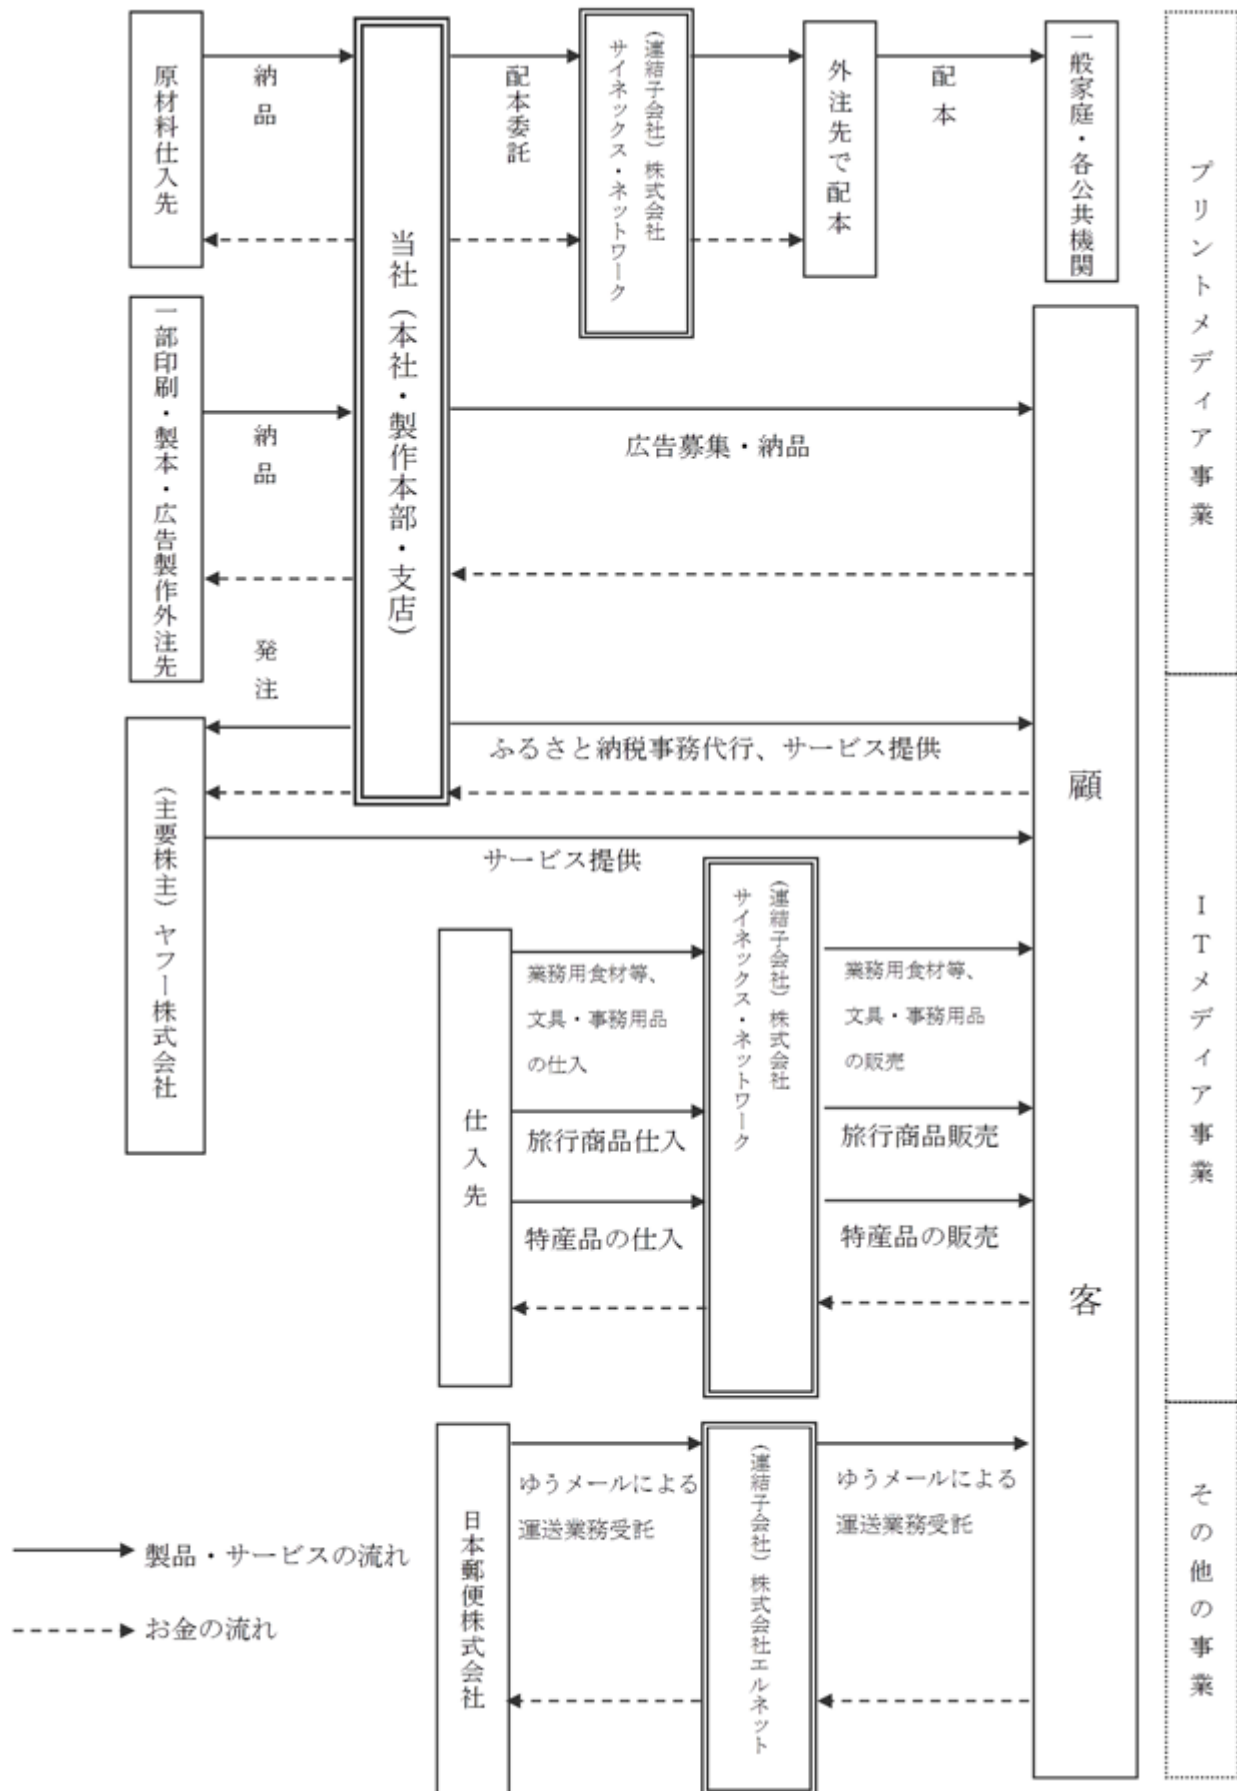 原材料仕入先
納品
当社(本社・製作本部・支店)
配本委託
(連結子会社)株式会社
サイネックス・ネットワーク
外注先で配本
配本
一般家庭・各公共機関
プリントメディア事業
一部印刷・製本・広告製作外注先
納品
広告募集・納品
発注
ふるさと納税事務代行、サービス提供
顧客
(主要株主)ヤフー株式会社
サービス提供
ITメディア事業
仕入先
業務用食材等、
文具・事務用品
の仕入
旅行商品仕入
特産品の仕入
(連結子会社)株式会社
サイネックス・ネットワーク
業務用食材等、
文具・事務用品
の販売
旅行商品販売
特産品の販売
日本郵便株式会社
ゆうメールによる
運送業務受託
(連結子会社)株式会社エルネット
ゆうメールによる
運送業務受託
その他の事業
製品・サービスの流れ
お金の流れ